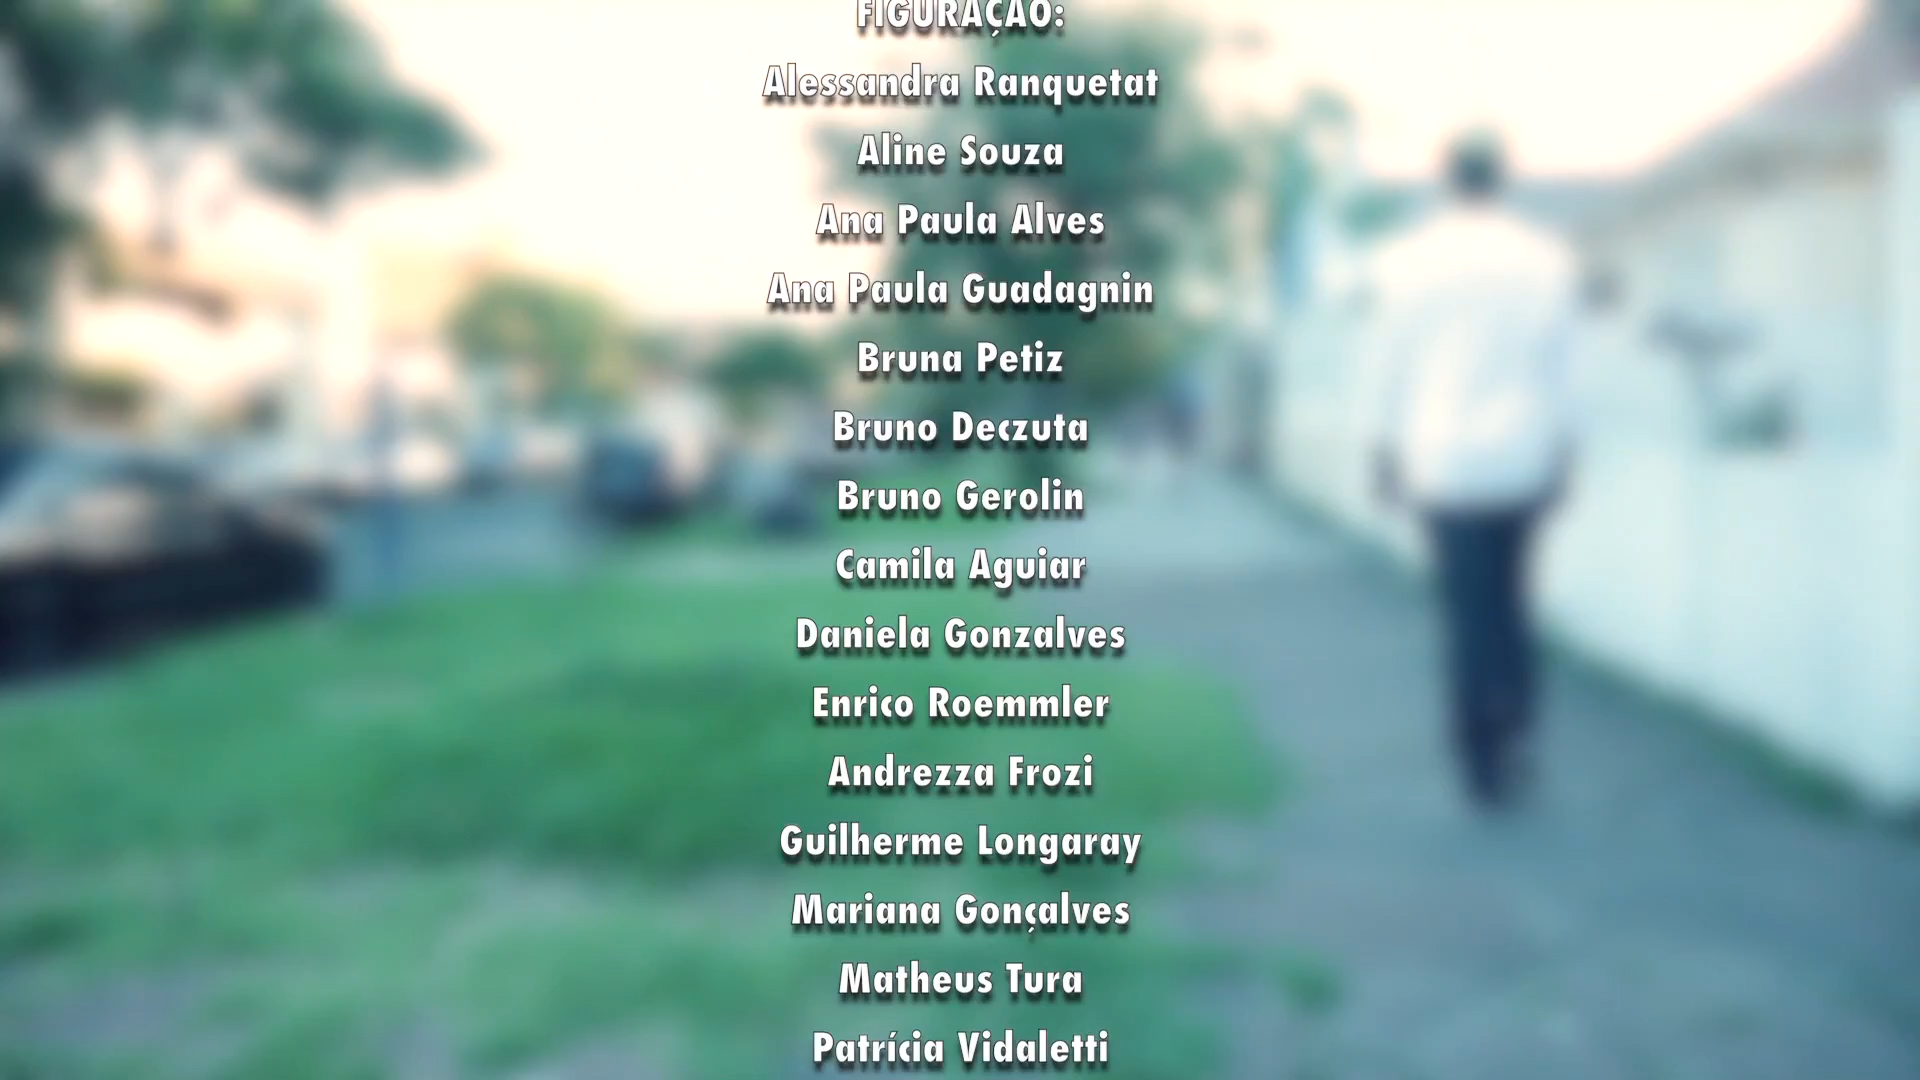 FIGURAÇÃO:
Alessandra Ranquetat
Aline Souza
Ana Paula Alves
Ana Paula Guadagnin
Bruna Petiz
Bruno Deczuta
Bruno Gerolin
Camila Aguiar
Daniela Gonzalves
Enrico Roemmler
Andrezza Frozi
Guilherme Longaray
Mariana Gonçalves
Matheus Tura
Patrícia Vidaletti